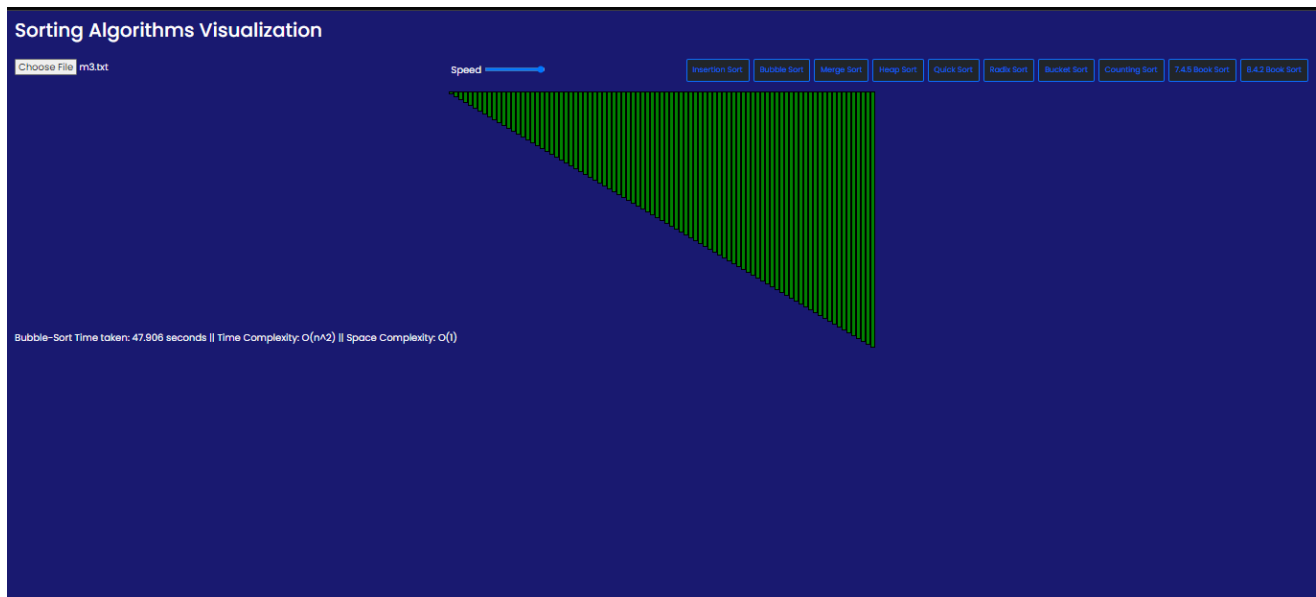 Sorting Algorithms Visualization
Choose File m3.txt
Speed
Insertion Sort Bubble Sort Merge Sort Heap Sort Quick Sort Radix Sort Bucket Sort Counting Sort 7.4.5 Book Sort 8.4.2 Book Sort
Bubble-Sort Time taken: 47.906 seconds || Time Complexity: O(n^2) || Space Complexity: O(1)